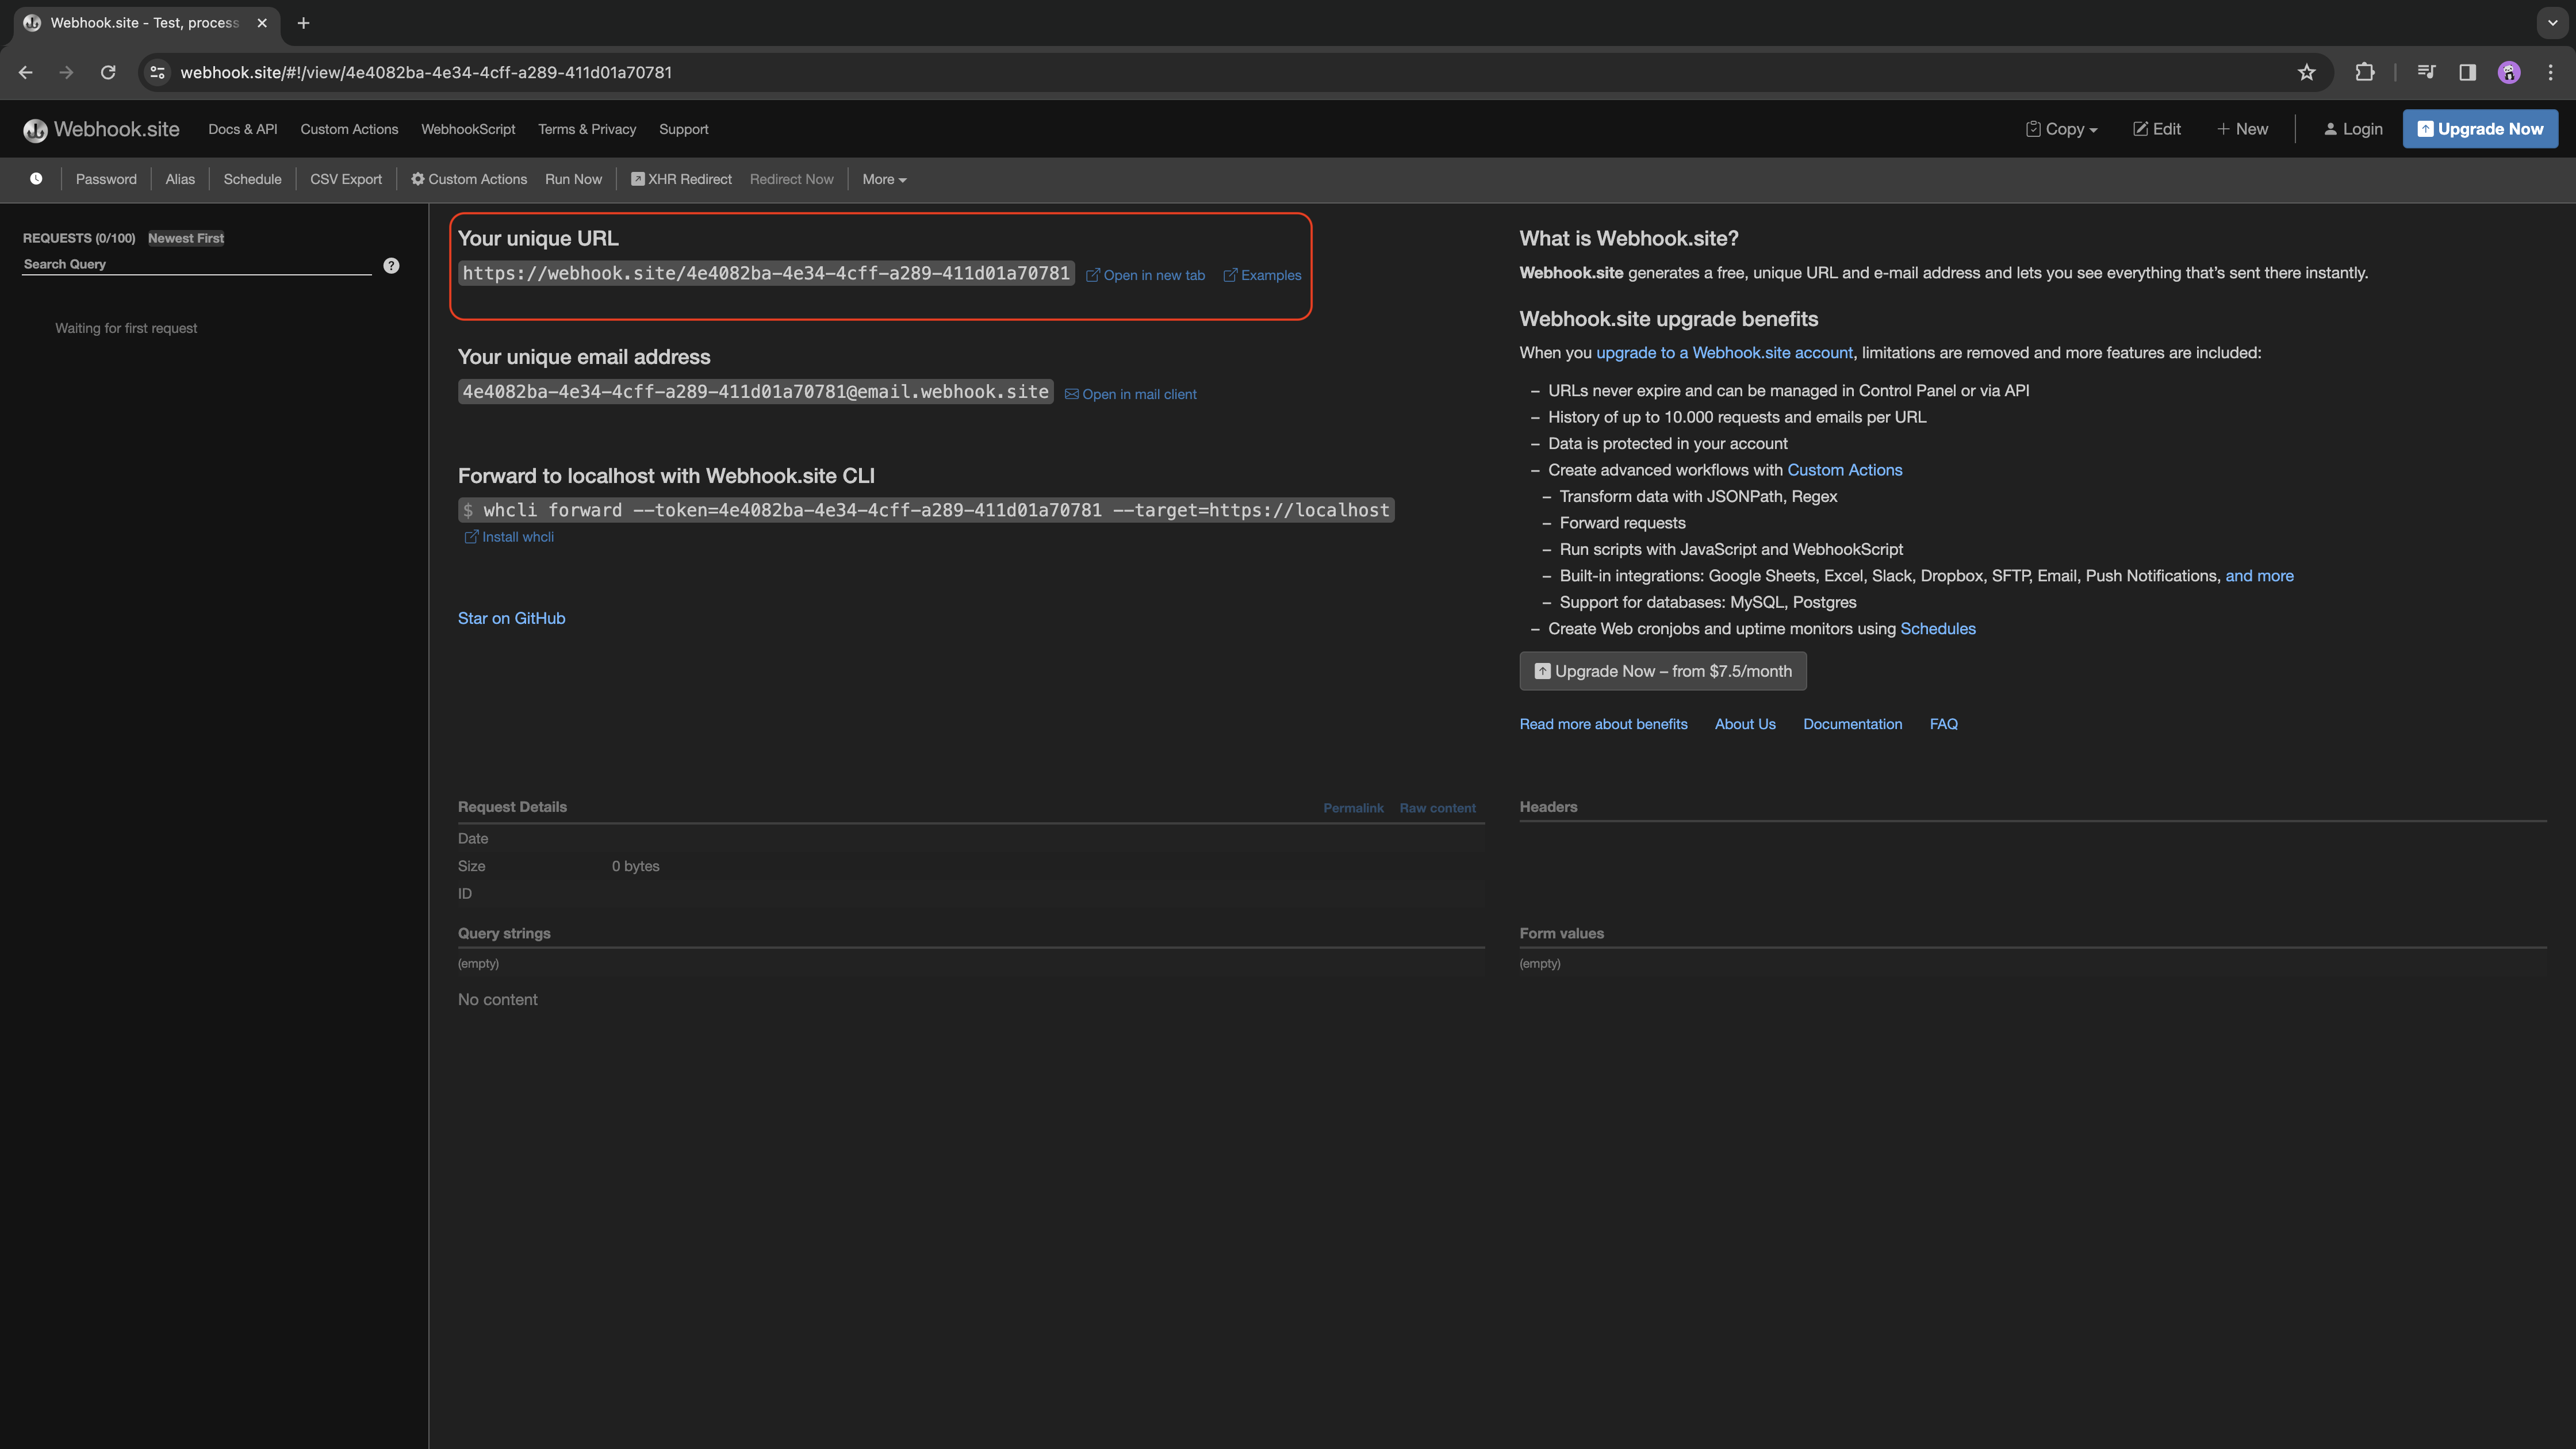 Webhook.site - Test, process
webhook.site/#!/view/4e4082ba-4e34-4cff-a289-411d01a70781
Webhook.site Docs & API Custom Actions WebhookScript Terms & Privacy Support Copy Edit New Login Upgrade Now
Password Alias Schedule CSV Export Custom Actions Run Now XHR Redirect Redirect Now More
REQUESTS (0/100) Newest First
Search Query
?
Waiting for first request
Your unique URL
https://webhook.site/4e4082ba-4e34-4cff-a289-411d01a70781 Open in new tab Examples
Your unique email address
4e4082ba-4e34-4cff-a289-411d01a70781@email.webhook.site Open in mail client
Forward to localhost with Webhook.site CLI
$ whcli forward --token=4e4082ba-4e34-4cff-a289-411d01a70781 --target=https://localhost
Install whcli
Star on GitHub
What is Webhook.site?
Webhook.site generates a free, unique URL and e-mail address and lets you see everything that's sent there instantly.
Webhook.site upgrade benefits
When you upgrade to a Webhook.site account, limitations are removed and more features are included:
– URLs never expire and can be managed in Control Panel or via API
– History of up to 10.000 requests and emails per URL
– Data is protected in your account
– Create advanced workflows with Custom Actions
– Transform data with JSONPath, Regex
– Forward requests
– Run scripts with JavaScript and WebhookScript
– Built-in integrations: Google Sheets, Excel, Slack, Dropbox, SFTP, Email, Push Notifications, and more
– Support for databases: MySQL, Postgres
– Create Web cronjobs and uptime monitors using Schedules
Upgrade Now – from $7.5/month
Read more about benefits About Us Documentation FAQ
Request Details Permalink Raw content
Date
Size 0 bytes
ID
Headers
Query strings
(empty)
Form values
(empty)
No content